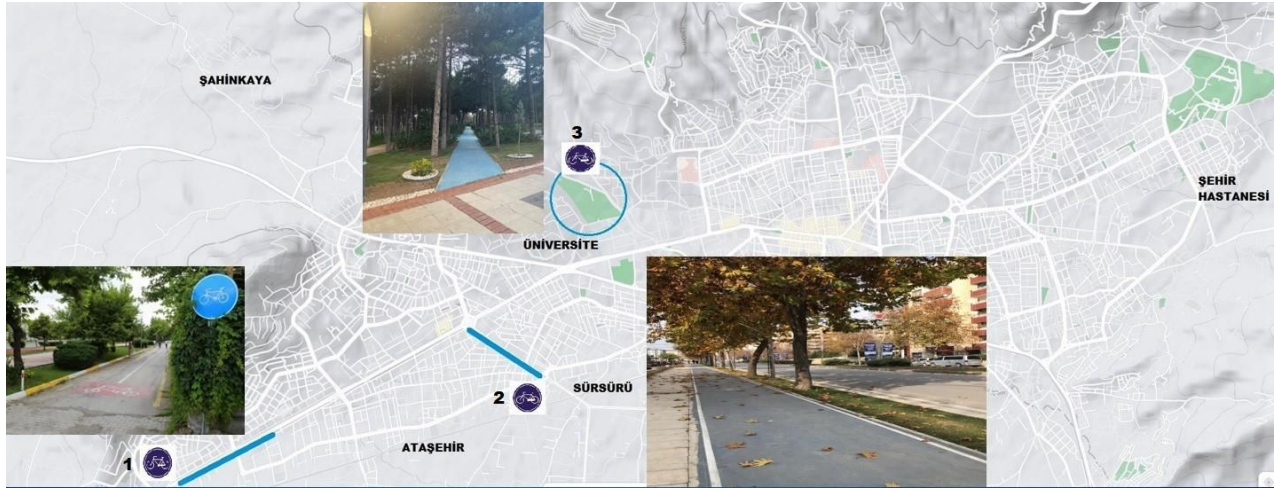 ŞAHİNKAYA
3
ŞEHİR
HASTANESİ
ÜNİVERSİTE
SÜRSÜRÜ
2
ATAŞEHİR
1